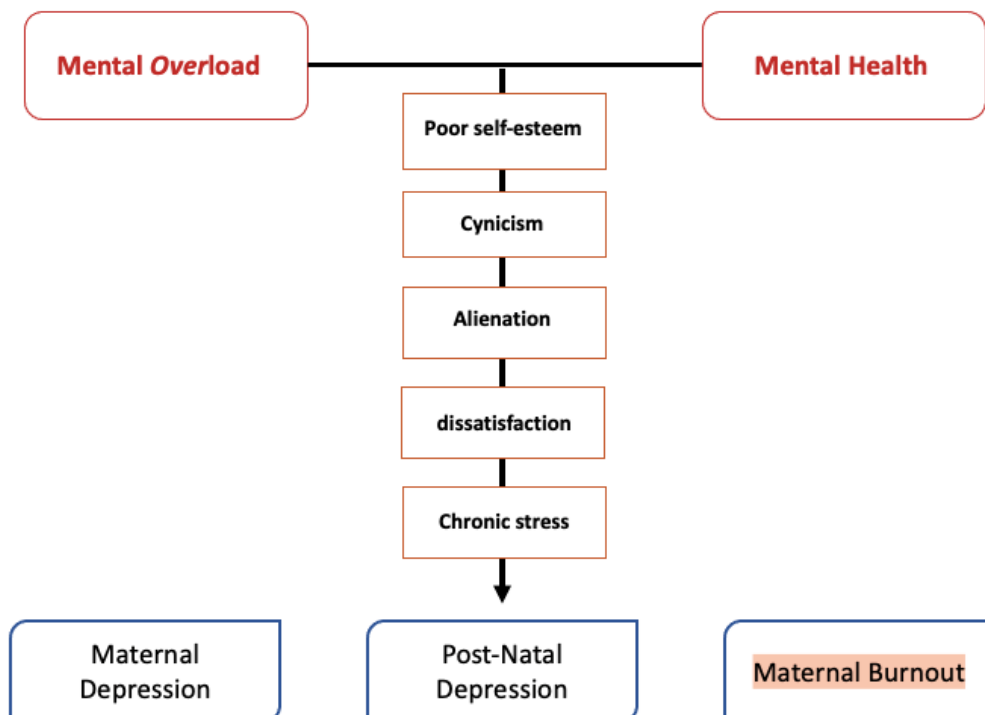 Mental Overload
Mental Health
Poor self-esteem
Cynicism
Alienation
dissatisfaction
Chronic stress
Maternal
Depression
Post-Natal
Depression
Maternal Burnout